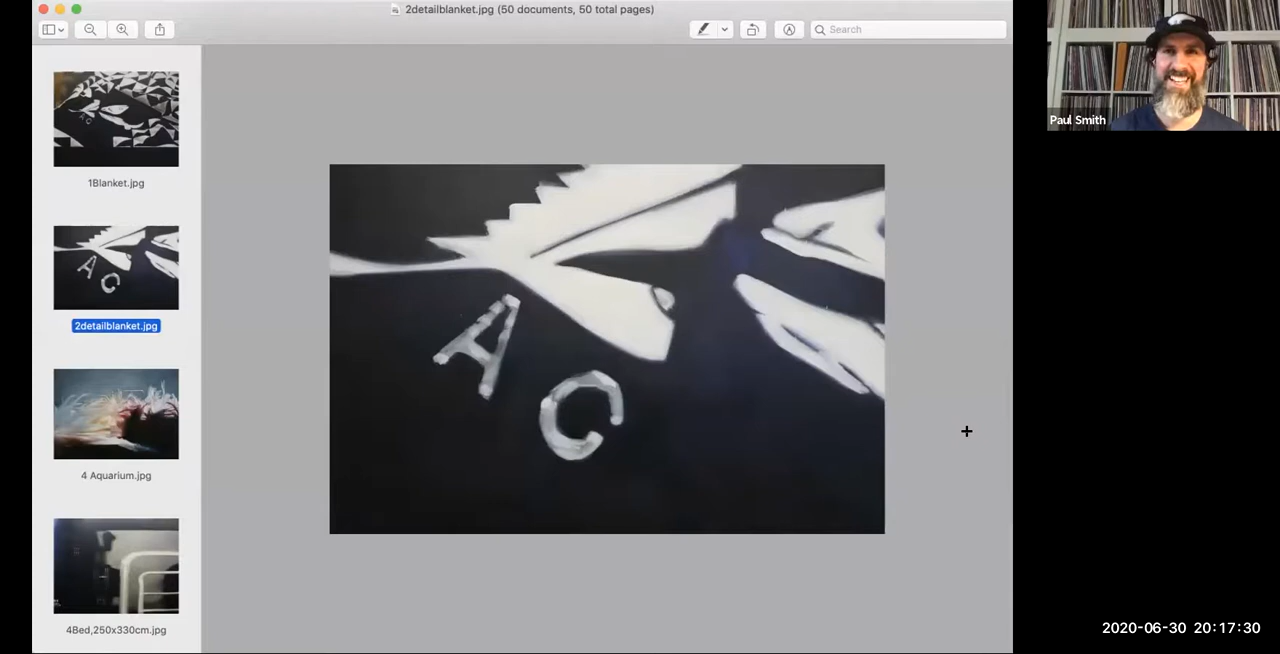 2detailblanket.jpg (50 documents, 50 total pages)
Search
1Blanket.jpg
A C
2detailblanket.jpg
4 Aquarium.jpg
4Bed,250x330cm.jpg
A
C
Paul Smith
2020-06-30 20:17:30